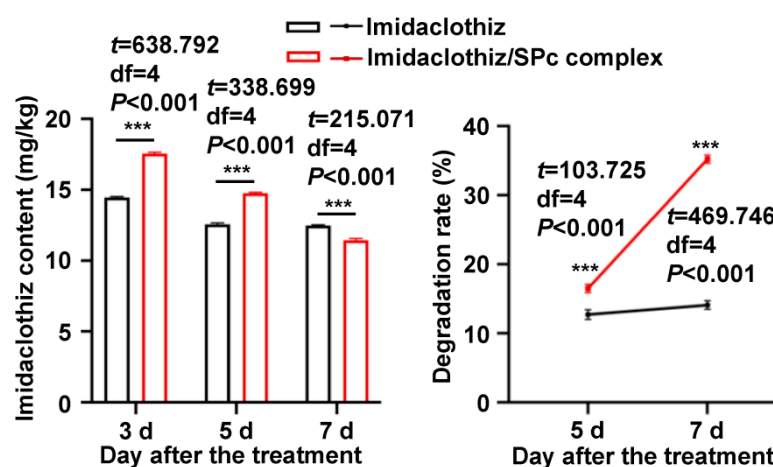 Imidaclothiz
Imidaclothiz/SPc complex
t=638.792
df=4
P<0.001
***
t=338.699
df=4
P<0.001
***
t=215.071
df=4
P<0.001
***
Imidaclothiz content (mg/kg)
20
15
10
5
0
3 d 5 d 7 d
Day after the treatment
Degradation rate (%)
40
30
20
10
0
t=103.725
df=4
P<0.001
***
***
t=469.746
df=4
P<0.001
5 d 7 d
Day after the treatment